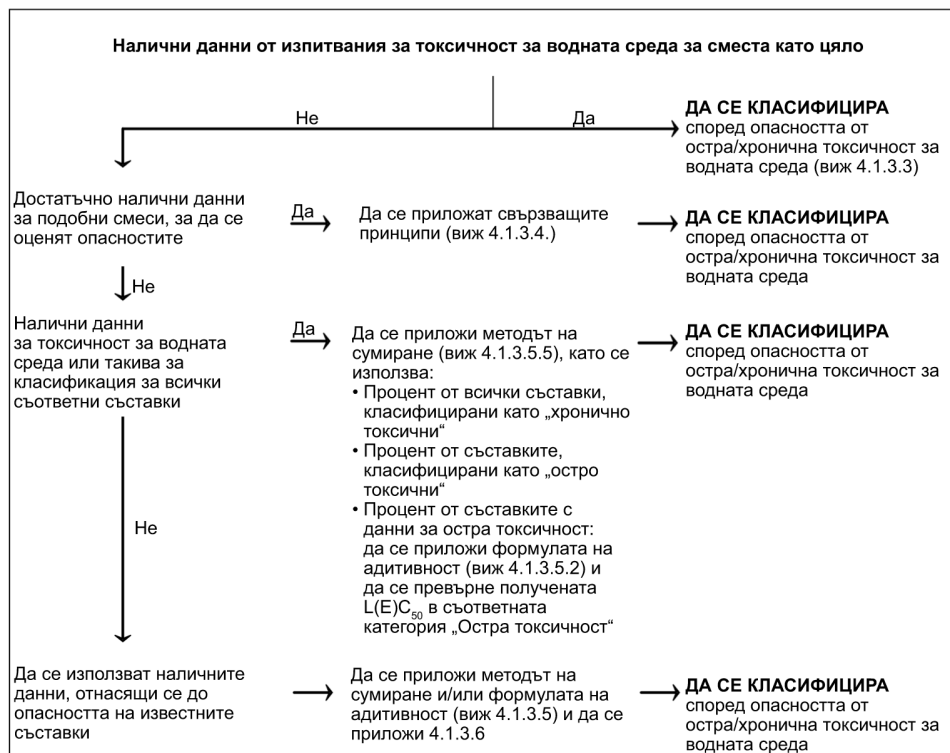 Налични данни от изпитвания за токсичност за водната среда за сместа като цяло
Не
Да
ДА СЕ КЛАСИФИЦИРА
според опасността от
остра/хронична токсичност за
водната среда (виж 4.1.3.3)
Достатъчно налични данни
за подобни смеси, за да се
оценят опасностите
Да
Да се приложат свързващите
принципи (виж 4.1.3.4.)
ДА СЕ КЛАСИФИЦИРА
според опасността от
остра/хронична токсичност за
водната среда
Не
Налични данни
за токсичност за водната
среда или такива за
класификация за всички
съответни съставки
Да
Да се приложи методът на
сумиране (виж 4.1.3.5.5), като се
използва:
• Процент от всички съставки,
класифицирани като „хронично
токсични“
• Процент от съставките,
класифицирани като „остро
токсични“
• Процент от съставките с
данни за остра токсичност:
да се приложи формулата на
адитивност (виж 4.1.3.5.2) и
да се превърне получената
L(E)C50 в съответната
категория „Остра токсичност“
ДА СЕ КЛАСИФИЦИРА
според опасността от
остра/хронична токсичност за
водната среда
Не
Да се използват наличните
данни, отнасящи се до
опасността на известните
съставки
Да се приложи методът на
сумиране и/или формулата на
адитивност (виж 4.1.3.5) и да се
приложи 4.1.3.6
ДА СЕ КЛАСИФИЦИРА
според опасността от
остра/хронична токсичност за
водната среда